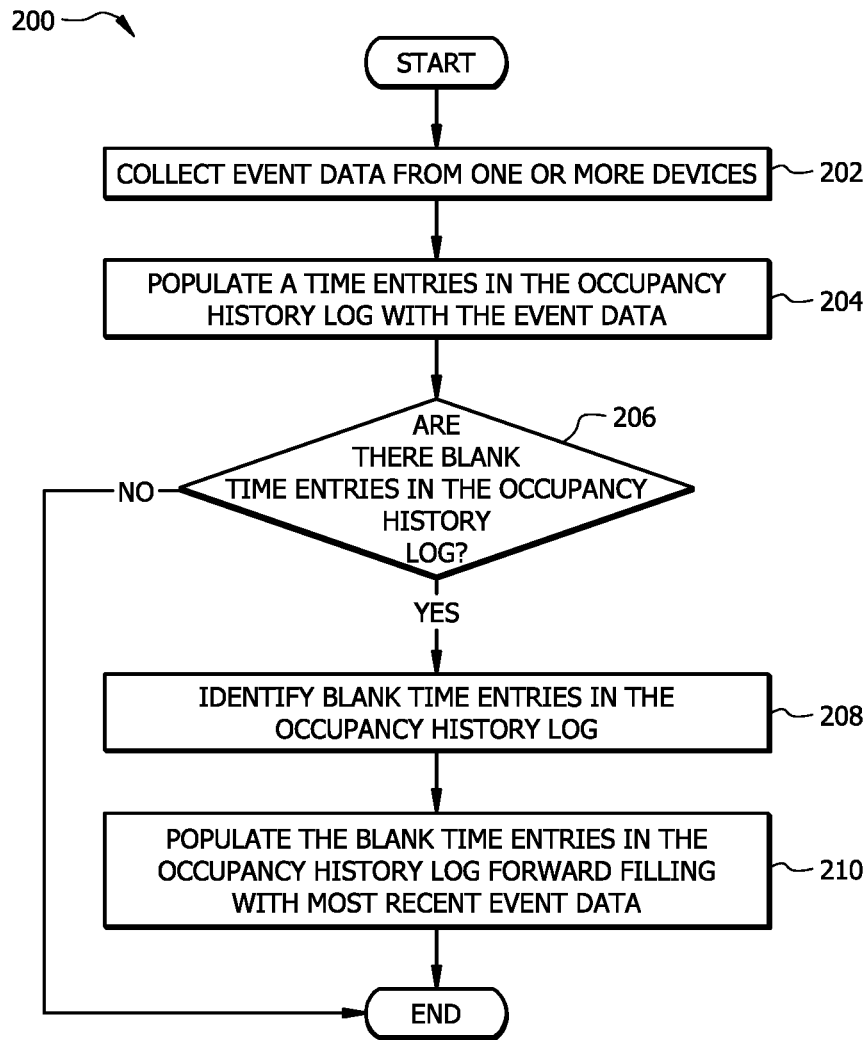 200
START
COLLECT EVENT DATA FROM ONE OR MORE DEVICES
202
POPULATE A TIME ENTRIES IN THE OCCUPANCY
HISTORY LOG WITH THE EVENT DATA
204
206
ARE
THERE BLANK
TIME ENTRIES IN THE OCCUPANCY
HISTORY
LOG?
NO
YES
IDENTIFY BLANK TIME ENTRIES IN THE
OCCUPANCY HISTORY LOG
208
POPULATE THE BLANK TIME ENTRIES IN THE
OCCUPANCY HISTORY LOG FORWARD FILLING
WITH MOST RECENT EVENT DATA
210
END